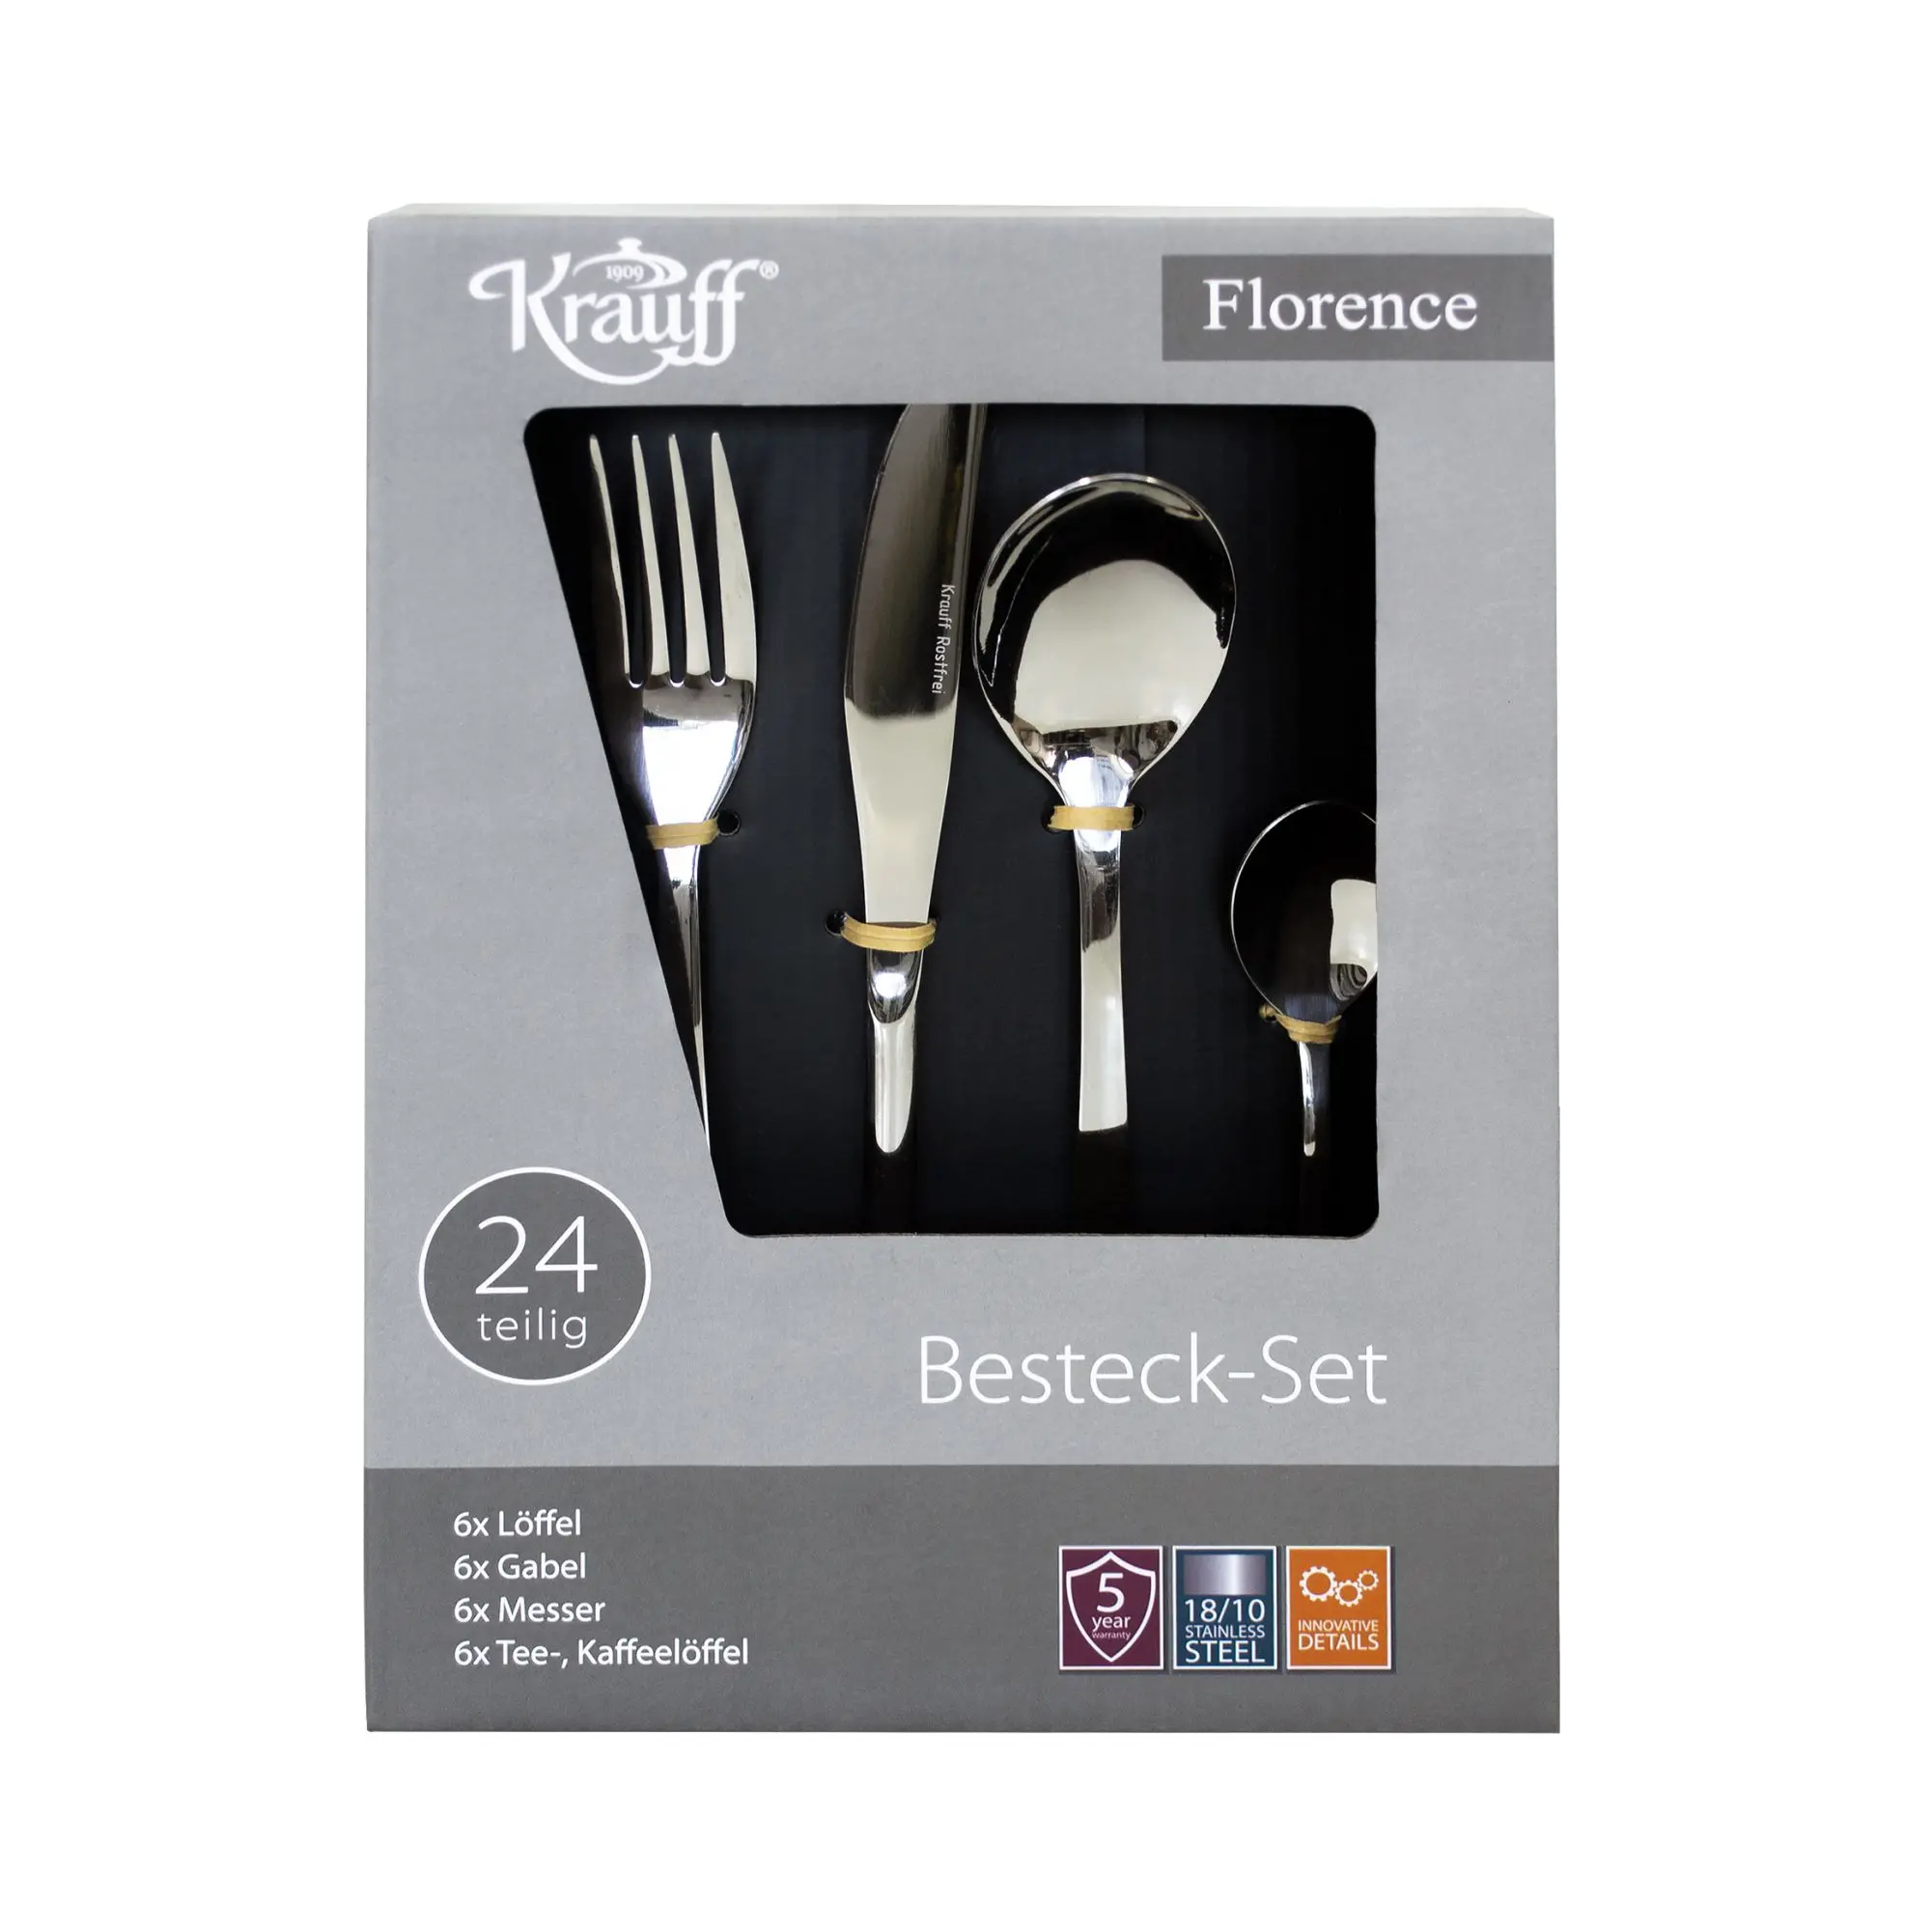 1909
Krauff®
Florence
Krauff Rostfrei
24
teilig
Besteck-Set
6x Löffel
6x Gabel
6x Messer
6x Tee-, Kaffeelöffel
5
year
warranty
18/10
STAINLESS
STEEL
INNOVATIVE
DETAILS